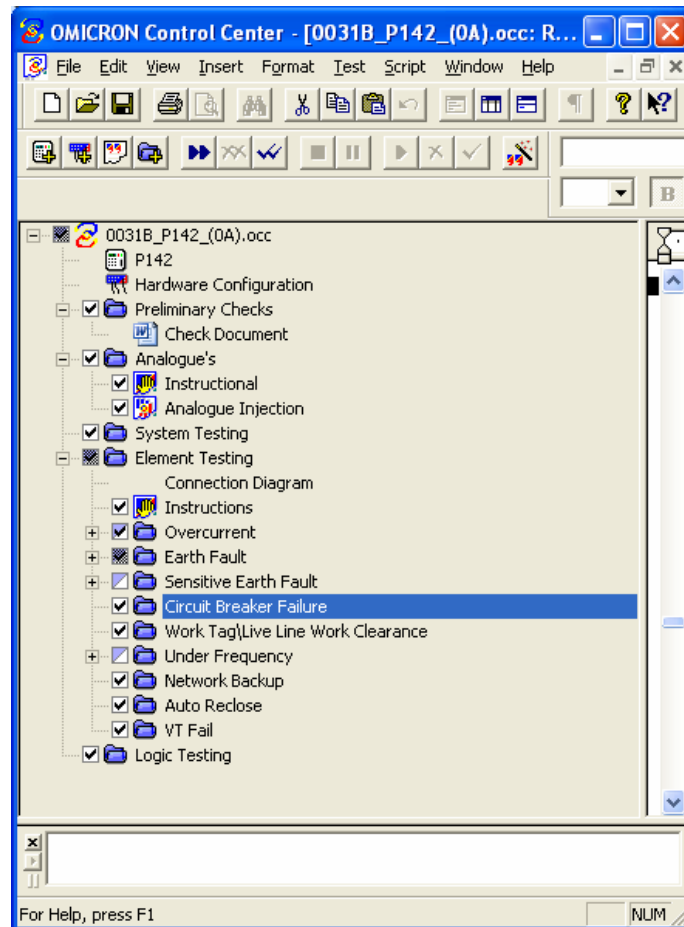 OMICRON Control Center - [0031B_P142_(0A).occ: R...
File Edit View Insert Format Test Script Window Help
B
0031B_P142_(0A).occ
P142
Hardware Configuration
Preliminary Checks
Check Document
Analogue's
Instructional
Analogue Injection
System Testing
Element Testing
Connection Diagram
Instructions
Overcurrent
Earth Fault
Sensitive Earth Fault
Circuit Breaker Failure
Work Tag\Live Line Work Clearance
Under Frequency
Network Backup
Auto Reclose
VT Fail
Logic Testing
For Help, press F1 NUM